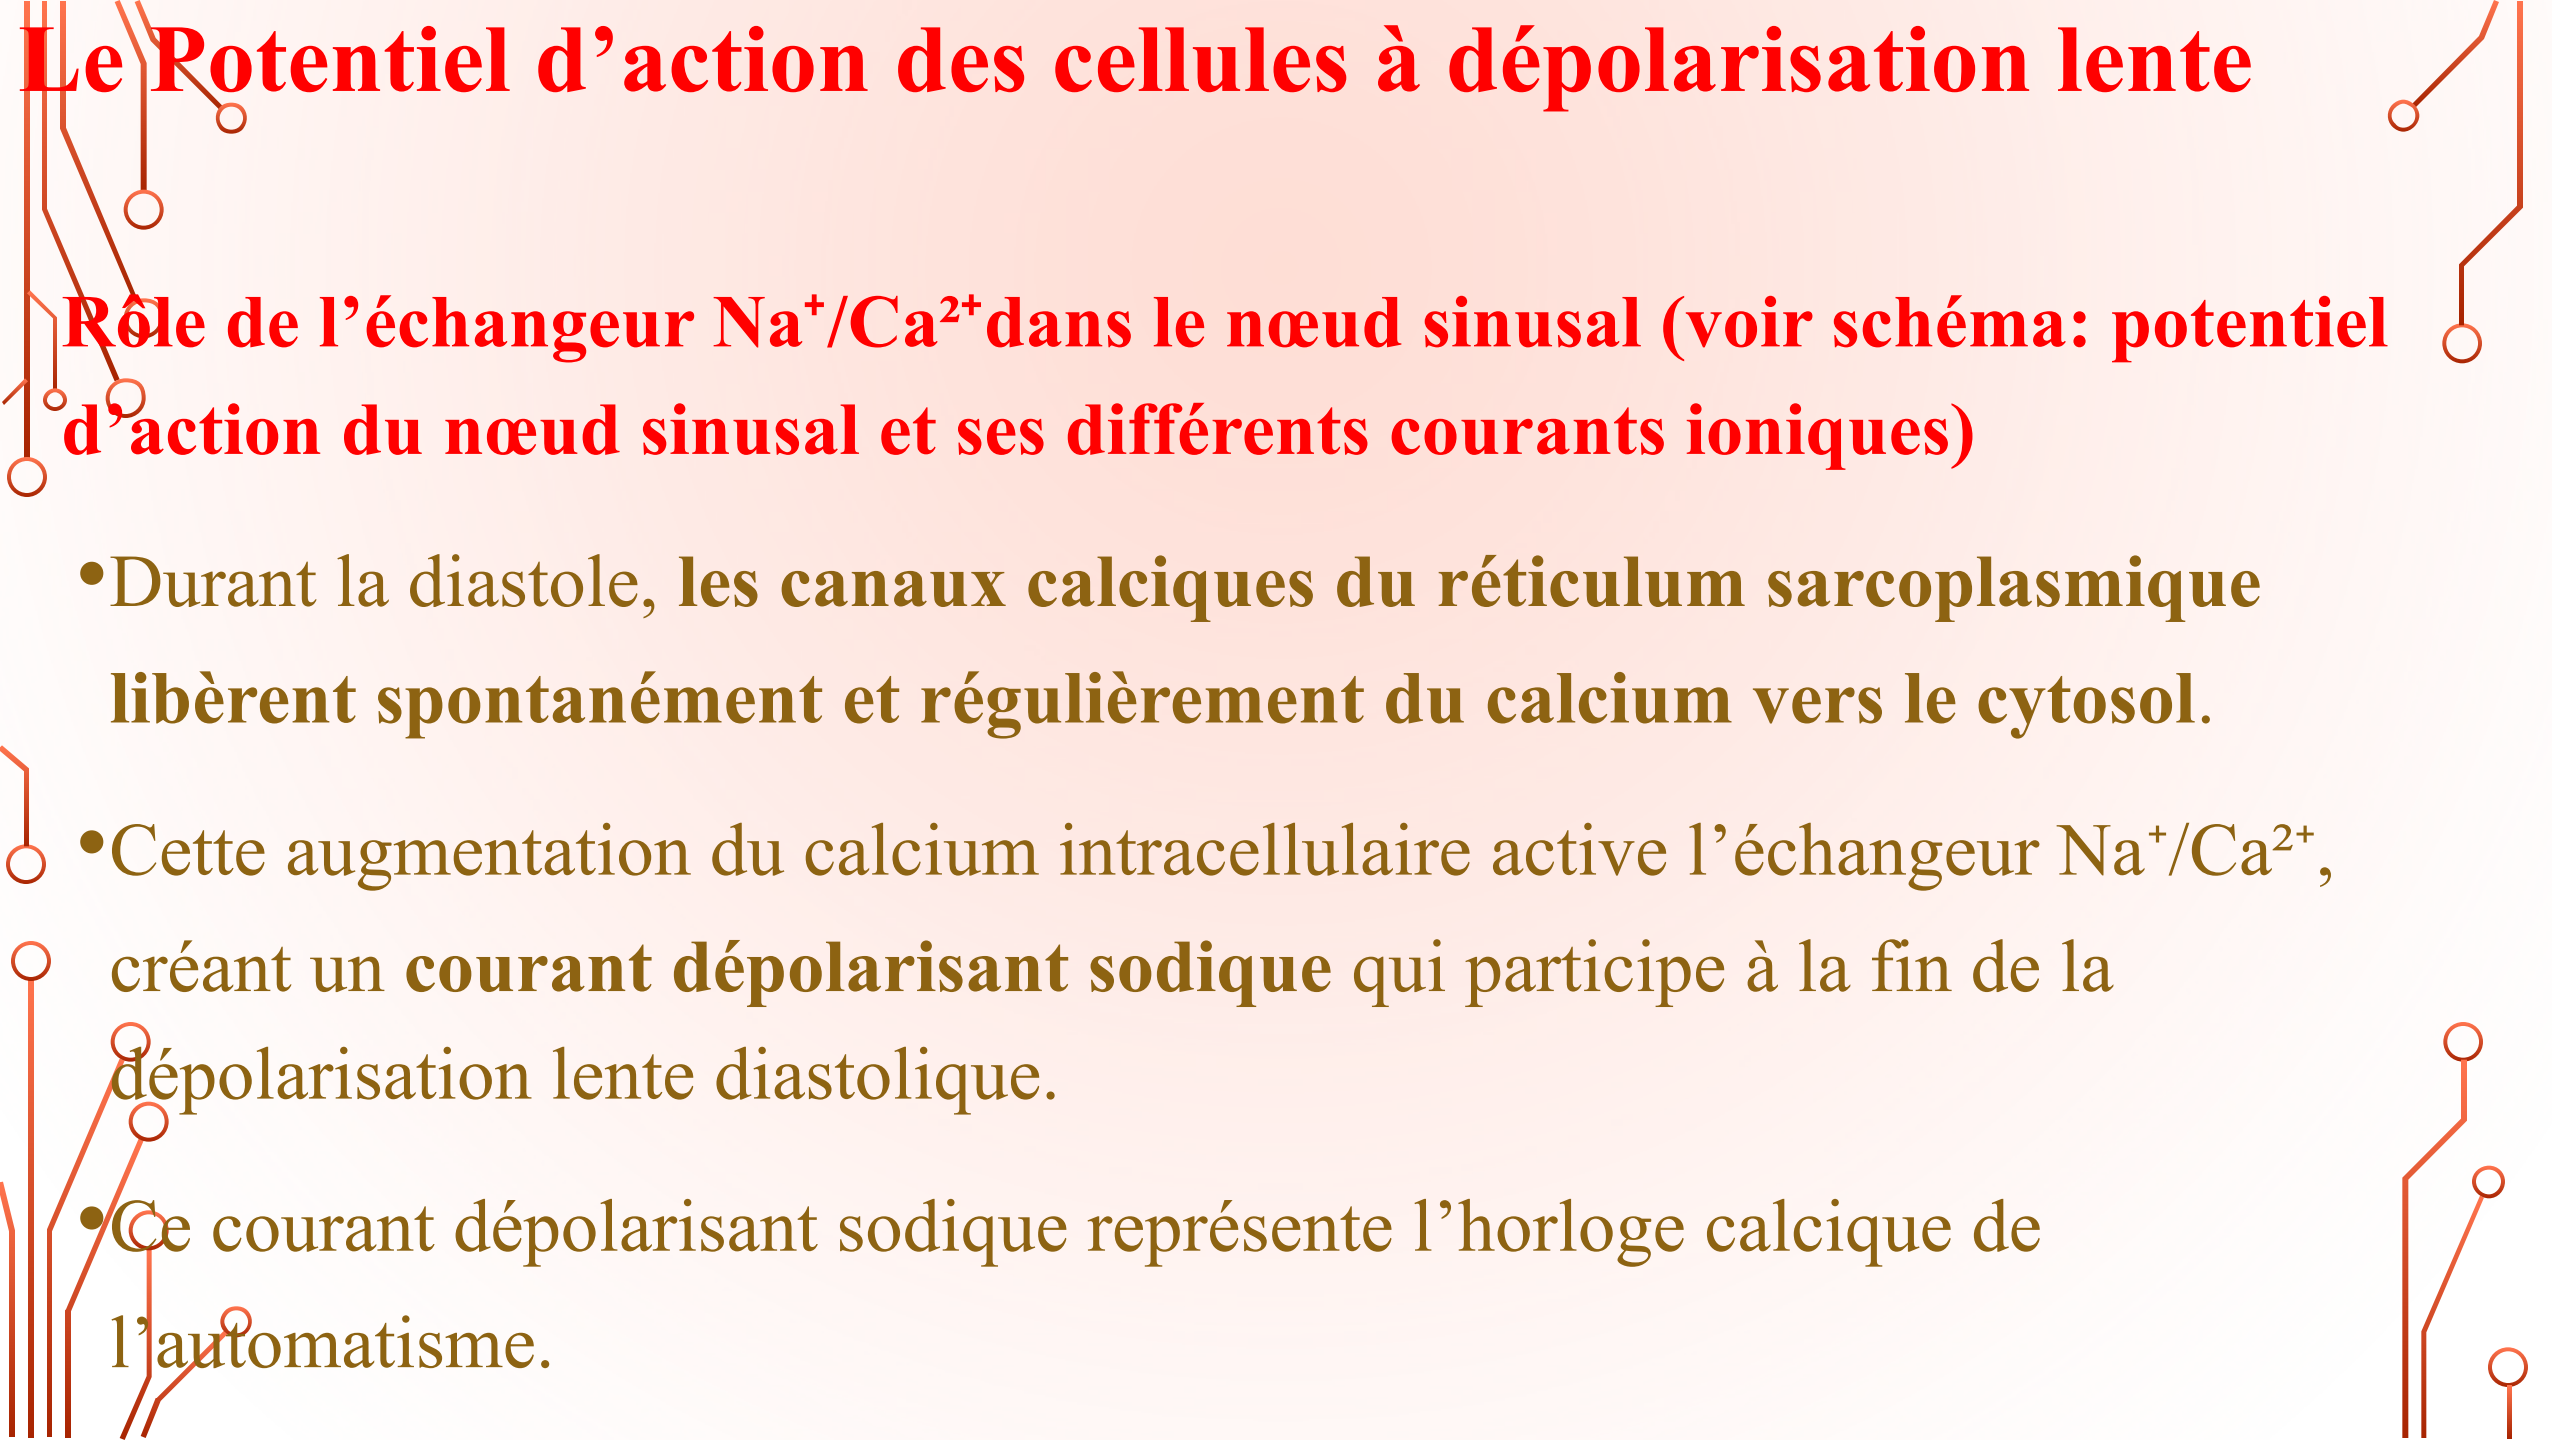 Le Potentiel d’action des cellules à dépolarisation lente
Rôle de l’échangeur Na⁺/Ca²⁺dans le nœud sinusal (voir schéma: potentiel
d’action du nœud sinusal et ses différents courants ioniques)
•Durant la diastole, les canaux calciques du réticulum sarcoplasmique
libèrent spontanément et régulièrement du calcium vers le cytosol.
•Cette augmentation du calcium intracellulaire active l’échangeur Na⁺/Ca²⁺,
créant un courant dépolarisant sodique qui participe à la fin de la
dépolarisation lente diastolique.
•Ce courant dépolarisant sodique représente l’horloge calcique de
l’automatisme.